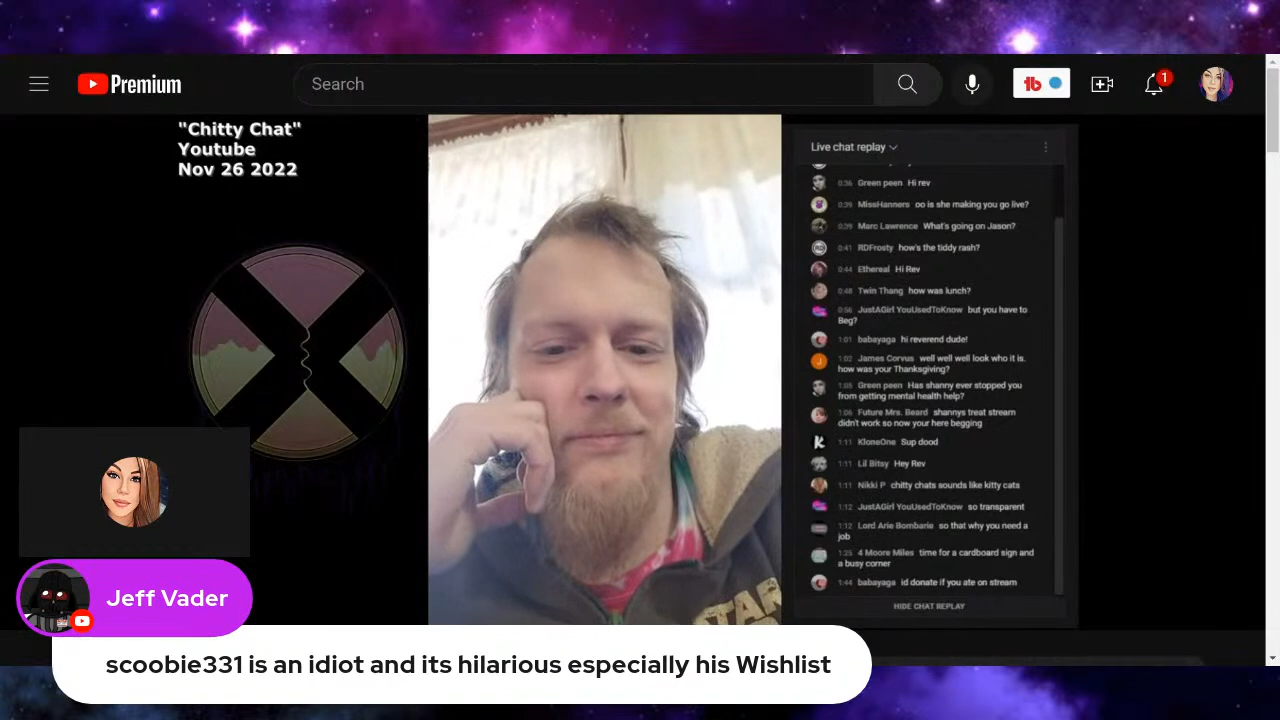 Premium
Search
1
"Chitty Chat"
Youtube
Nov 26 2022
Live chat replay
0:36 Green peen Hi rev
0:39 MissHanners oo is she making you go live?
0:39 Marc Lawrence What's going on Jason?
0:41 RDFrosty how's the tiddy rash?
0:44 Ethereal Hi Rev
0:48 Twin Thang how was lunch?
0:56 JustAGirl YouUsedToKnow but you have to
Beg?
1:01 babayaga hi reverend dude!
J
1:02 James Corvus well well well look who it is.
how was your Thanksgiving?
1:05 Green peen Has shanny ever stopped you
from getting mental health help?
1:06 Future Mrs. Beard shannys treat stream
didn't work so now your here begging
1:11 KloneOne Sup dood
1:11 Lil Bitsy Hey Rev
1:11 Nikki P chitty chats sounds like kitty cats
1:12 JustAGirl YouUsedToKnow so transparent
1:12 Lord Arie Bombarie so that why you need a
job
1:25 4 Moore Miles time for a cardboard sign and
a busy corner
1:44 babayaga id donate if you ate on stream
HIDE CHAT REPLAY
STAR
Jeff Vader
scoobie331 is an idiot and its hilarious especially his Wishlist